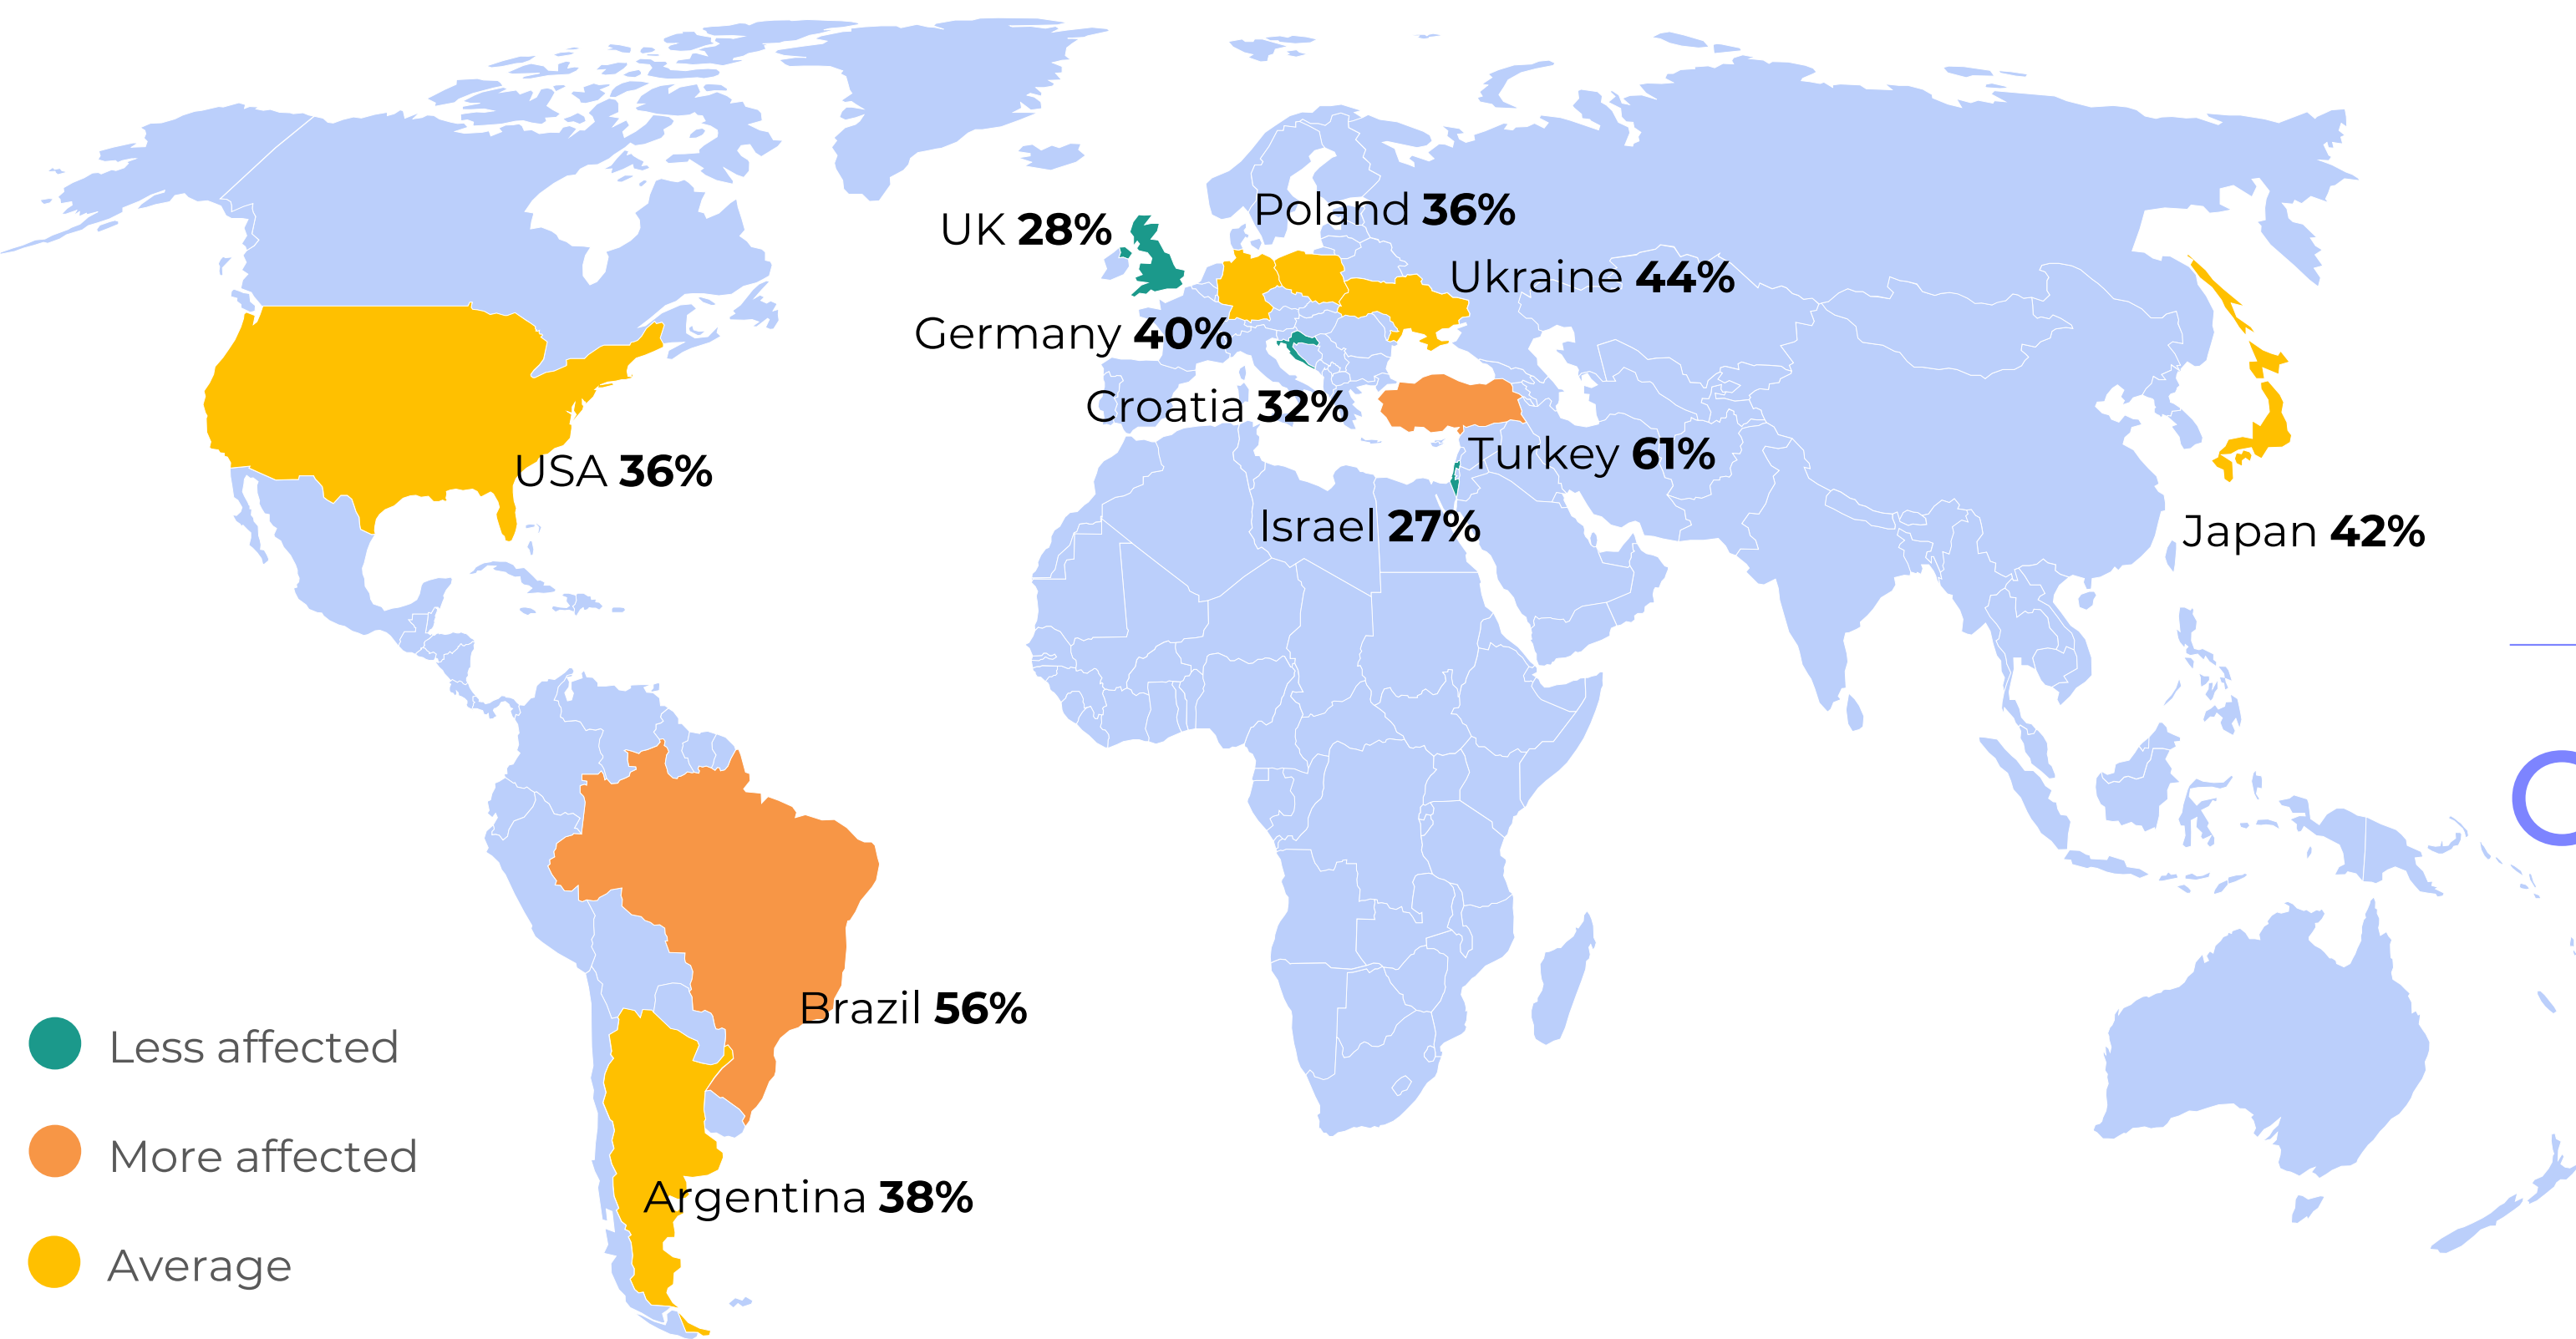 Poland 36%
UK 28%
Ukraine 44%
Germany 40%
Croatia 32%
Turkey 61%
USA 36%
Israel 27%
Japan 42%
Brazil 56%
Argentina 38%
Less affected
More affected
Average